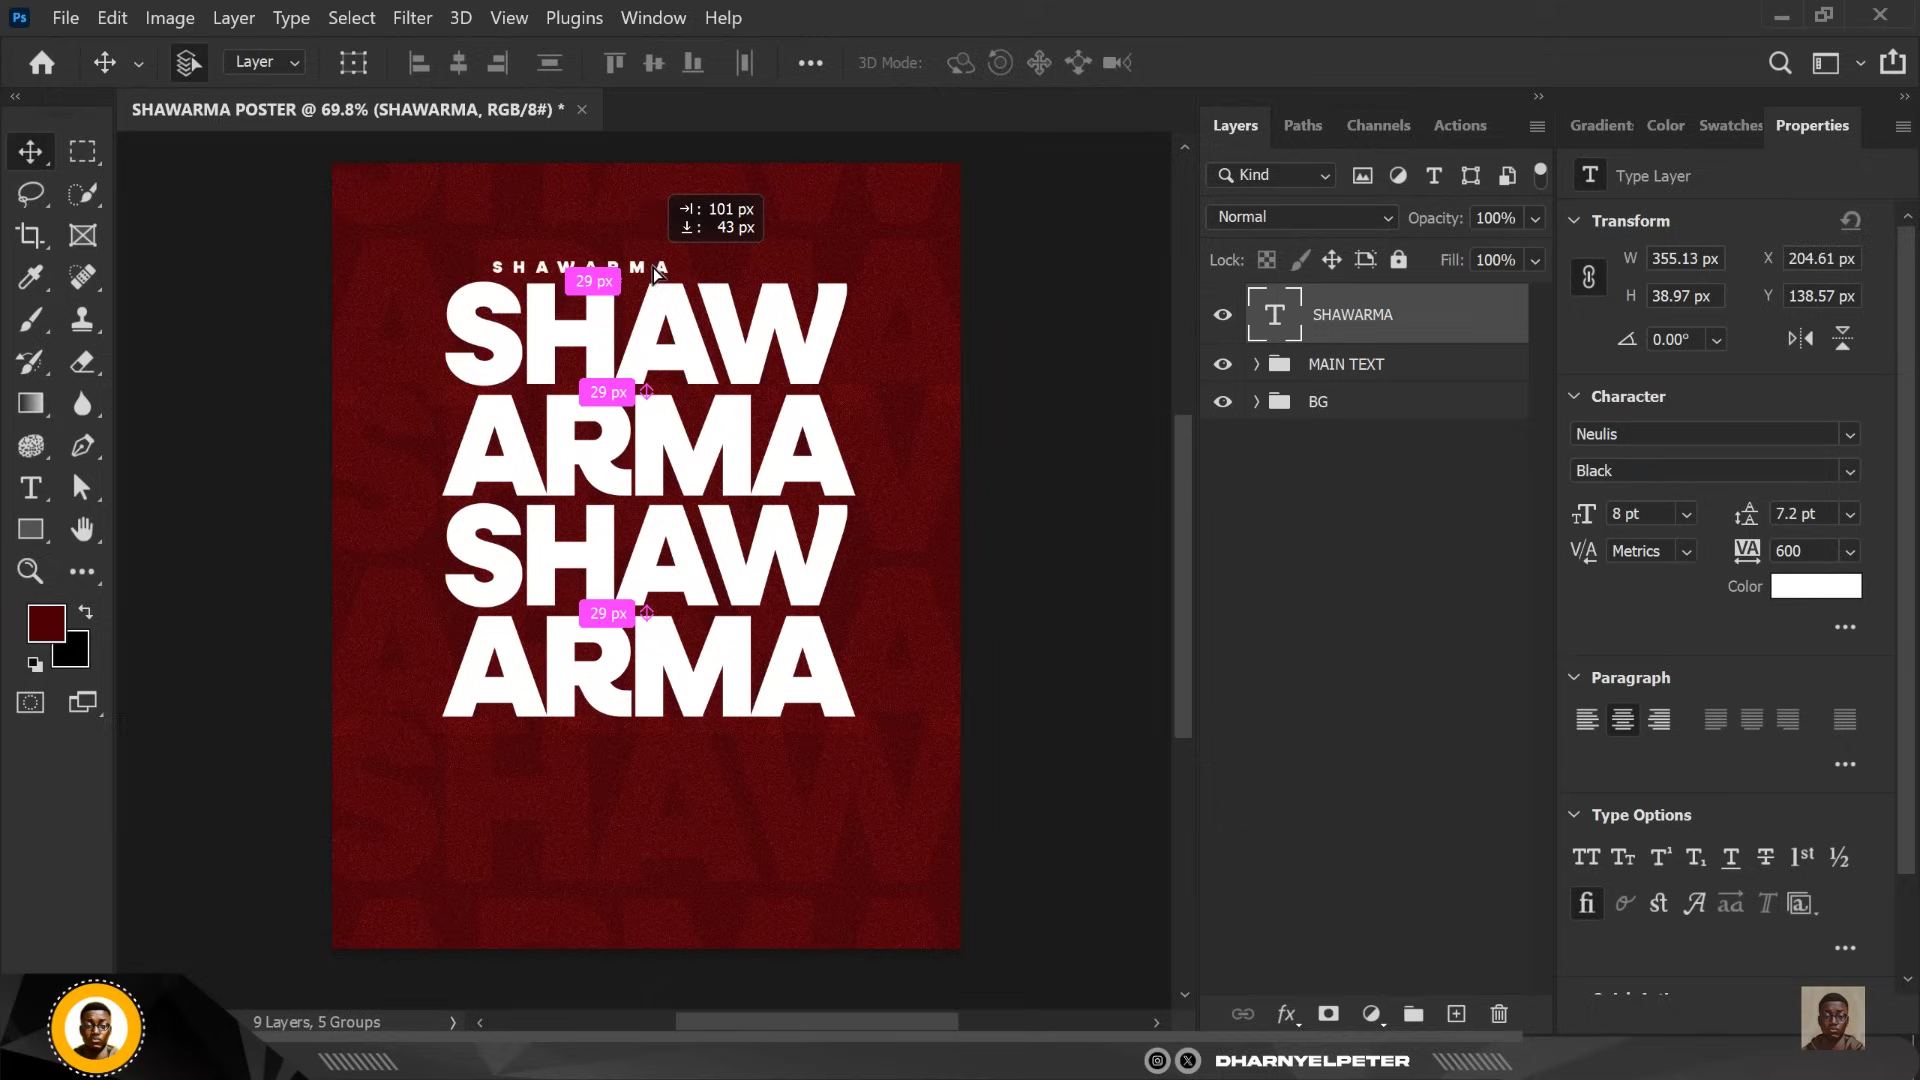 Ps File Edit Image Layer Type Select Filter 3D View Plugins Window Help
Layer 3D Mode:
SHAWARMA POSTER @ 69.8% (SHAWARMA, RGB/8#) *
101 px
43 px
SHAWARMA
29 px
SHAW
29 px
ARMA
SHAW
29 px
ARMA
9 Layers, 5 Groups
Layers Paths Channels Actions
Kind
Normal Opacity: 100%
Lock: Fill: 100%
SHAWARMA
MAIN TEXT
BG
Color Swatches Properties
Type Layer
Transform
W 355.13 px X 204.61 px
H 38.97 px Y 138.57 px
0.00°
Character
Neulis
Black
8 pt 7.2 pt
Metrics 600
Color
Paragraph
Type Options
DHARNYELPETER